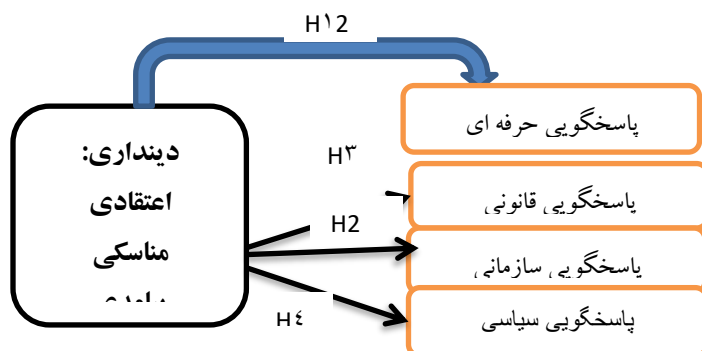 H۱2
پاسخگویی حرفه ای
دینداری:
اعتقادی
مناسکی
H۳
پاسخگویی قانونی
H2
پاسخگویی سازمانی
H٤
پاسخگویی سیاسی